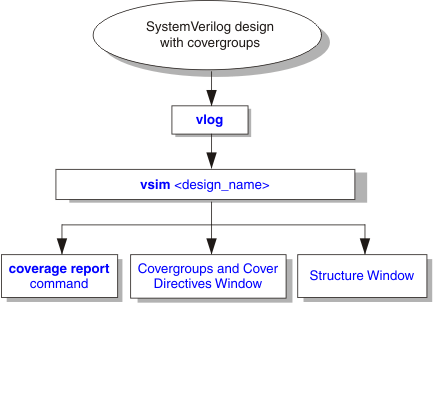 SystemVerilog design
with covergroups
vlog
vsim <design_name>
coverage report
command
Covergroups and Cover
Directives Window
Structure Window